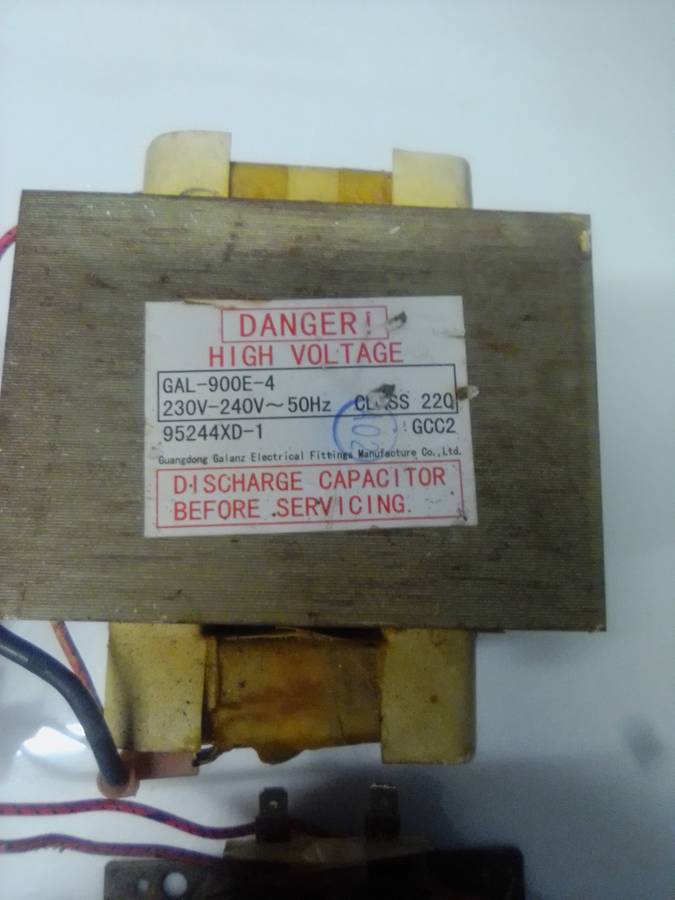 DANGER!
HIGH VOLTAGE
GAL-900E-4
230V-240V~50Hz CLASS 220
95244XD-1 GCC2
Guangdong Galanz Electrical Fittings Manufacture Co.,Ltd.
DISCHARGE CAPACITOR
BEFORE SERVICING.